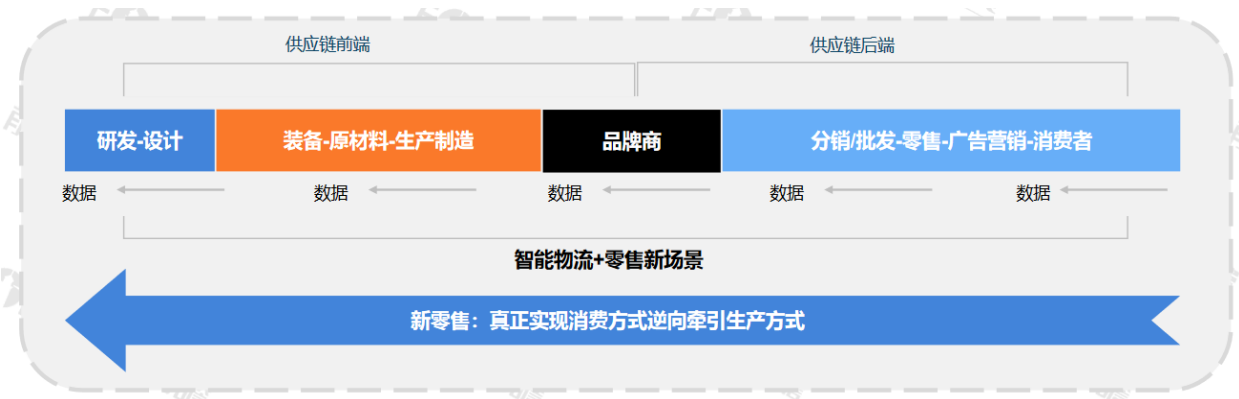 供应链前端
供应链后端
研发-设计
装备-原材料-生产制造
品牌商
分销/批发-零售-广告营销-消费者
数据
数据
数据
数据
数据
智能物流+零售新场景
新零售：真正实现消费方式逆向牵引生产方式